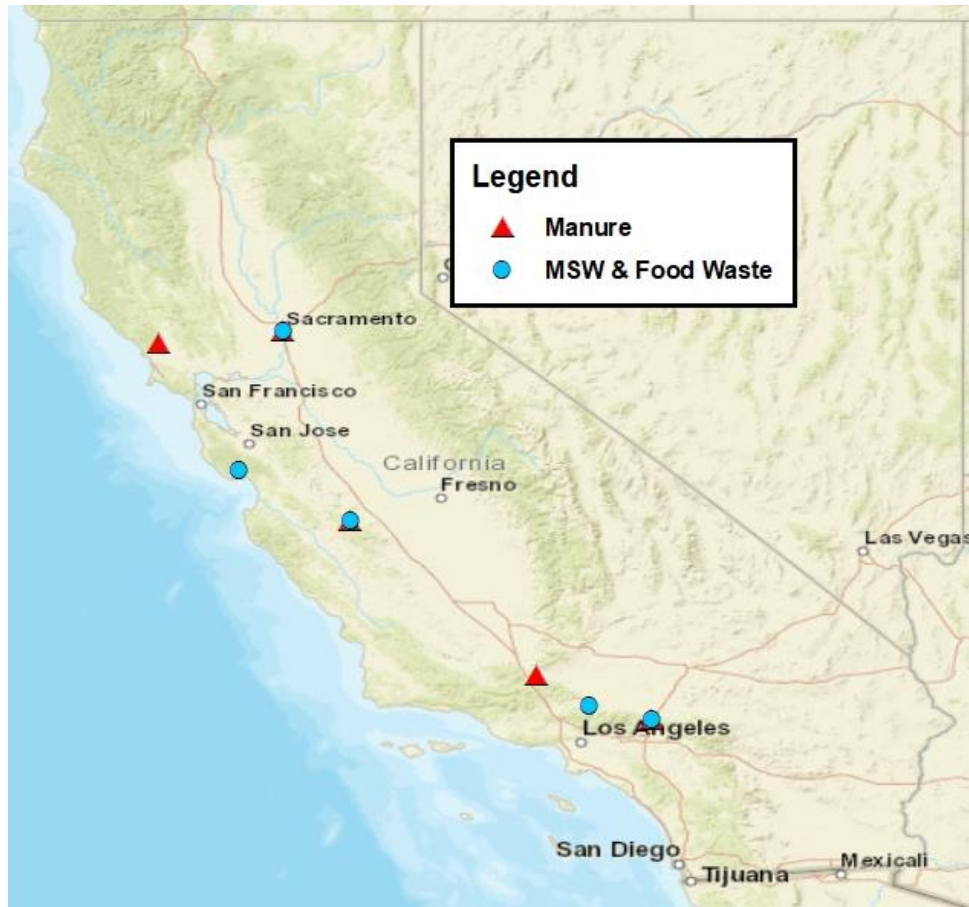 Legend
Manure
MSW & Food Waste
Sacramento
San Francisco
San Jose
California
Fresno
Las Vegas
Los Angeles
San Diego
Tijuana
Mexicali